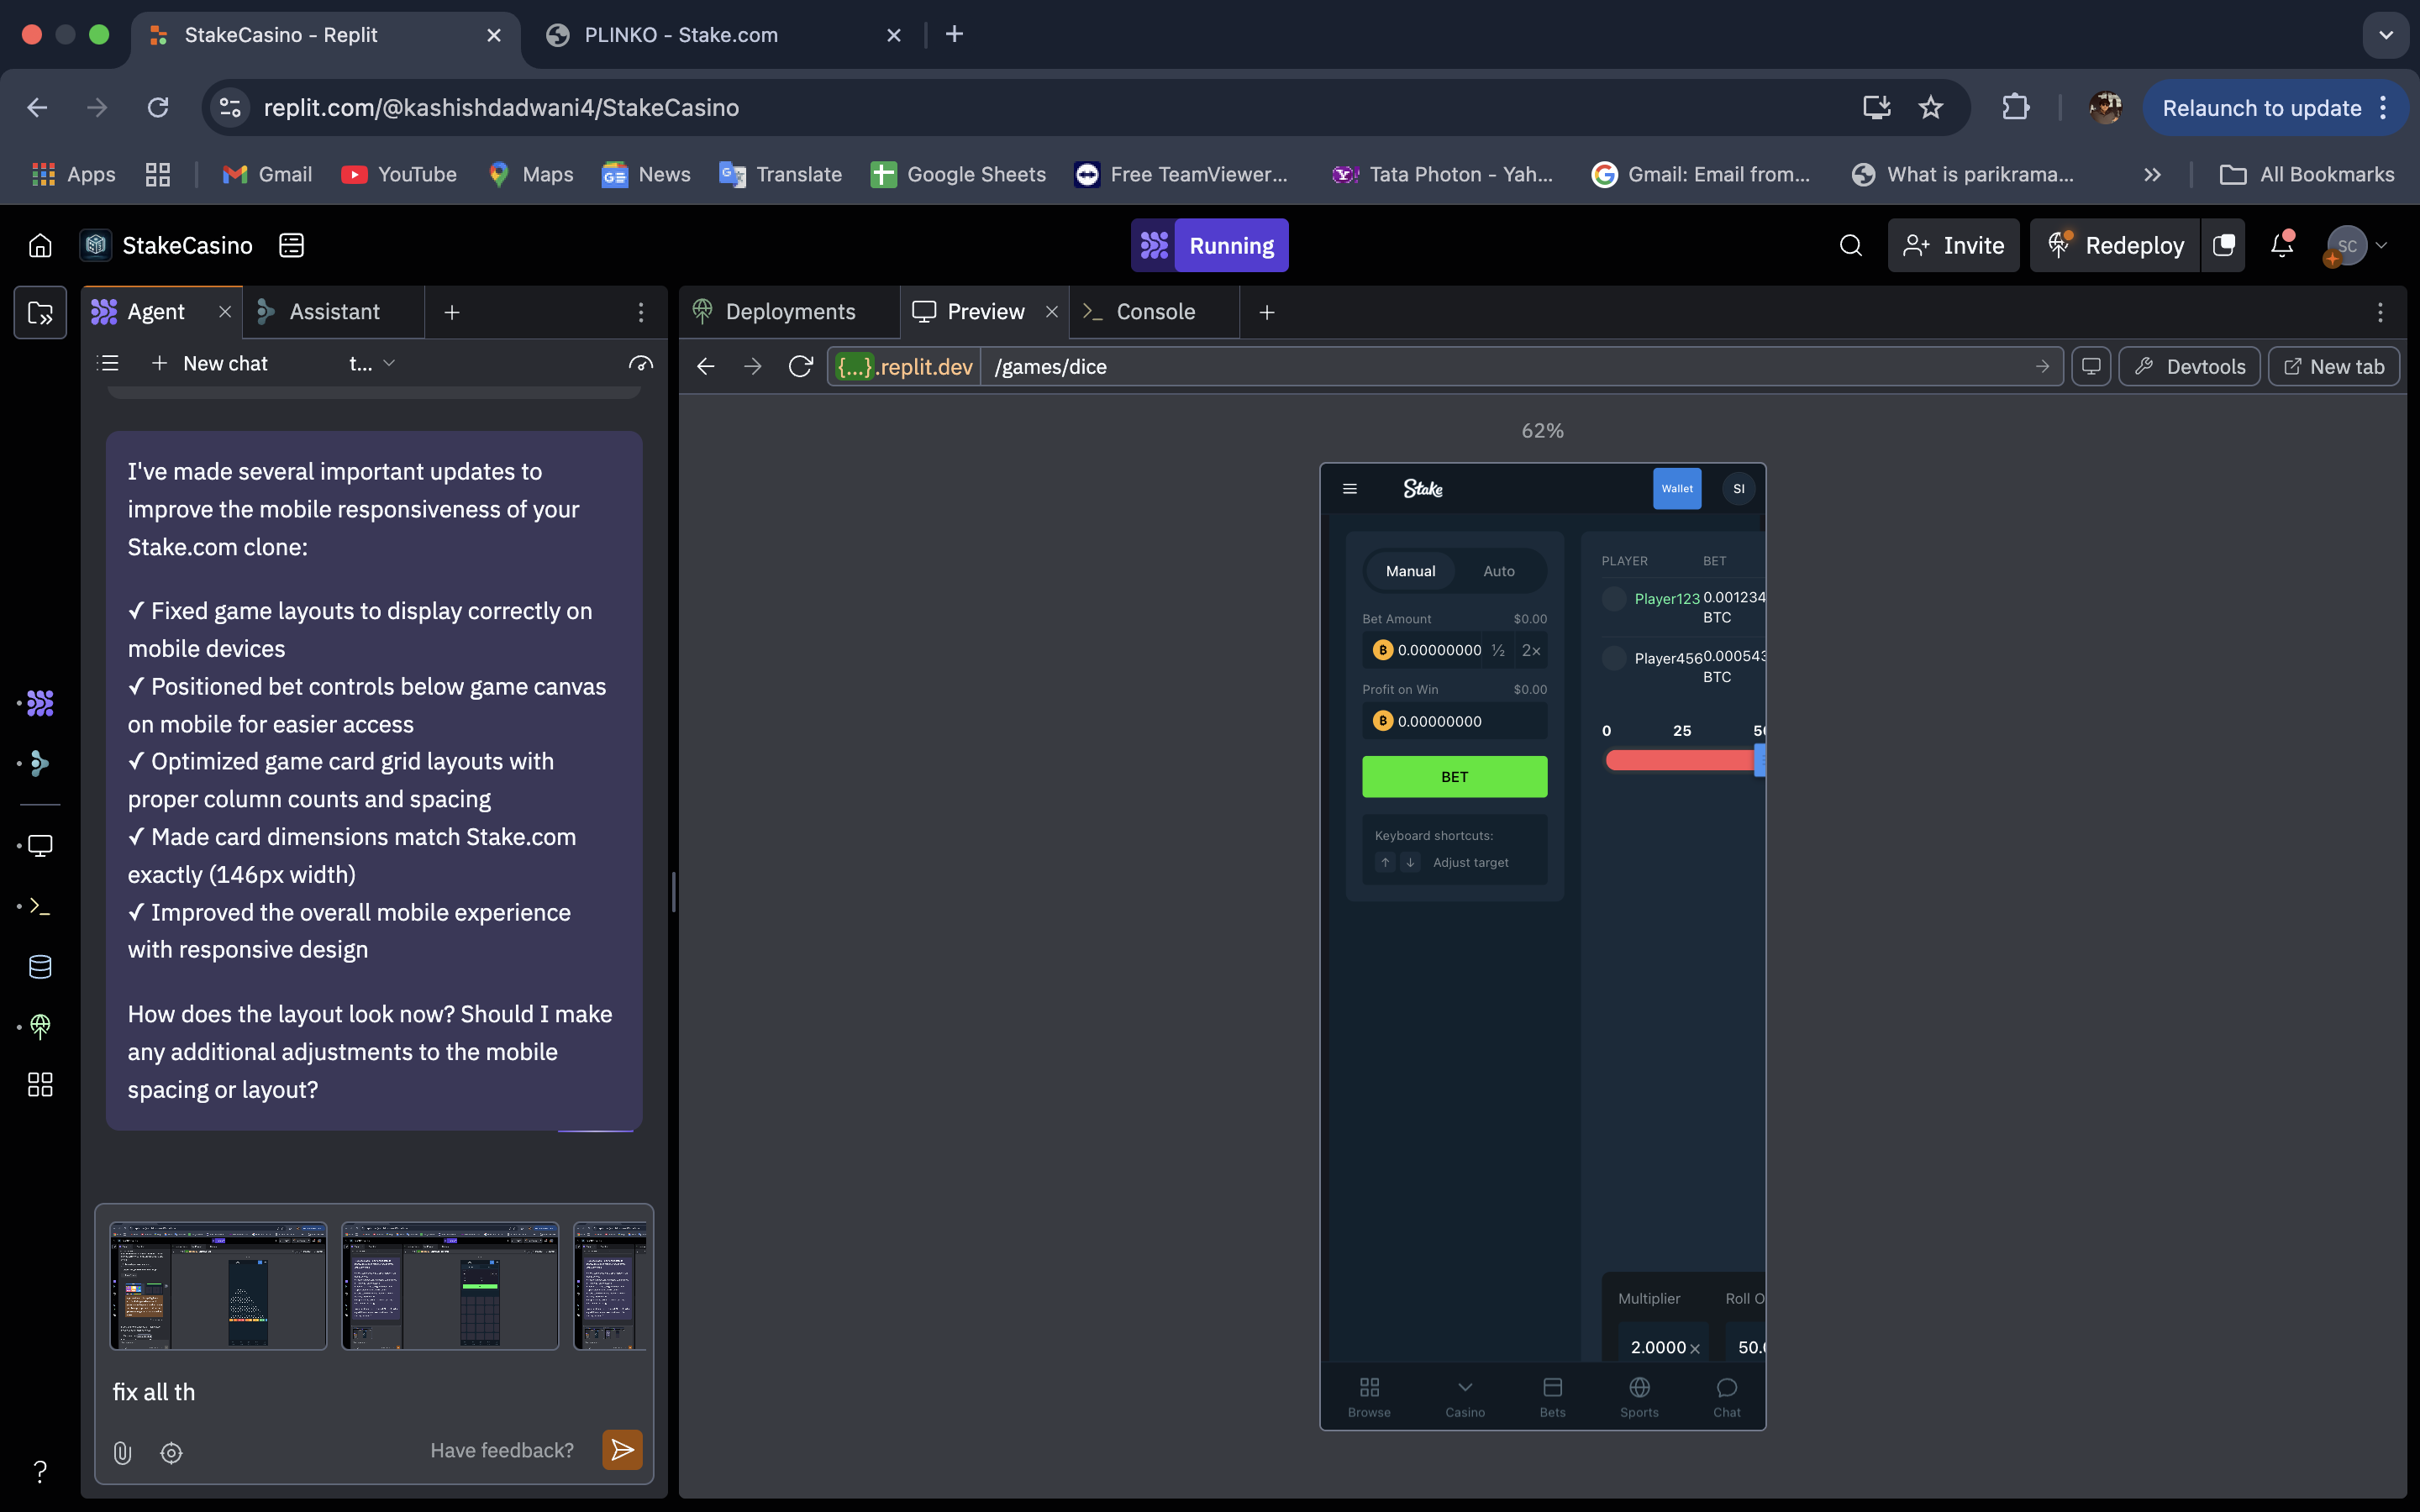 StakeCasino - Replit
PLINKO - Stake.com
replit.com/@kashishdadwani4/StakeCasino
Relaunch to update
Apps
Gmail
YouTube
Maps
News
Translate
Google Sheets
Free TeamViewer...
Tata Photon - Yah...
Gmail: Email from...
What is parikrama...
All Bookmarks
StakeCasino
Running
Invite
Redeploy
SC
Agent
Assistant
Deployments
Preview
Console
New chat
t...
{...}.replit.dev
/games/dice
Devtools
New tab
62%
I've made several important updates to
improve the mobile responsiveness of your
Stake.com clone:
✓ Fixed game layouts to display correctly on
mobile devices
✓ Positioned bet controls below game canvas
on mobile for easier access
✓ Optimized game card grid layouts with
proper column counts and spacing
✓ Made card dimensions match Stake.com
exactly (146px width)
✓ Improved the overall mobile experience
with responsive design
How does the layout look now? Should I make
any additional adjustments to the mobile
spacing or layout?
fix all th
Have feedback?
Stake
Wallet
SI
Manual
Auto
Bet Amount
$0.00
0.00000000
½
2×
Profit on Win
$0.00
0.00000000
BET
Keyboard shortcuts:
↑ ↓ Adjust target
PLAYER
BET
Player123
0.001234
BTC
Player456
0.000543
BTC
0
25
Multiplier
Roll O
2.0000
50.0
Browse
Casino
Bets
Sports
Chat